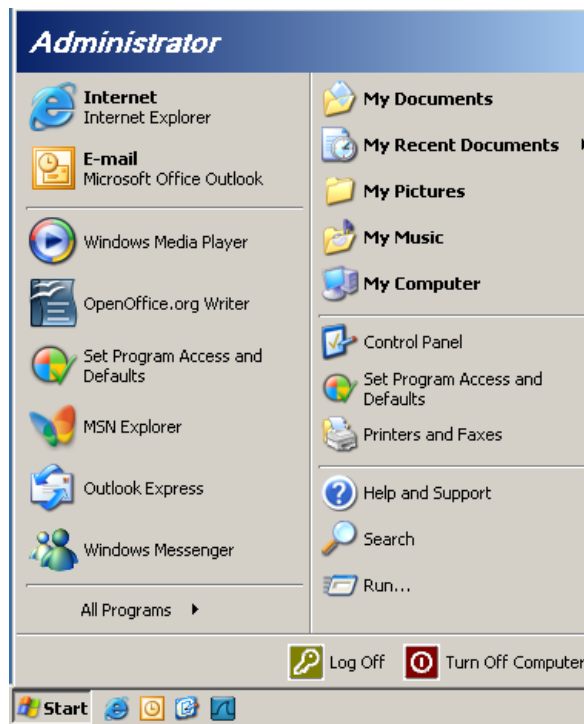 Administrator
Internet
Internet Explorer
E-mail
Microsoft Office Outlook
Windows Media Player
OpenOffice.org Writer
Set Program Access and
Defaults
MSN Explorer
Outlook Express
Windows Messenger
All Programs
My Documents
My Recent Documents
My Pictures
My Music
My Computer
Control Panel
Set Program Access and
Defaults
Printers and Faxes
Help and Support
Search
Run...
Log Off
Turn Off Computer
Start